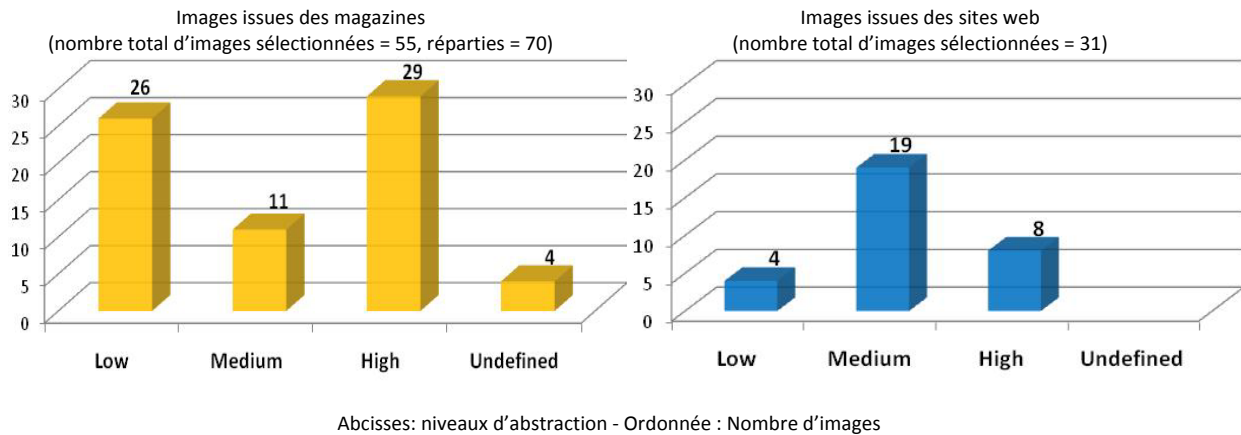 Images issues des magazines
(nombre total d’images sélectionnées = 55, réparties = 70)
30
25
20
15
10
5
0
26
11
29
4
Low
Medium
High
Undefined
Images issues des sites web
(nombre total d’images sélectionnées = 31)
30
25
20
15
10
5
0
4
19
8
Low
Medium
High
Undefined
Abcisses: niveaux d’abstraction - Ordonnée : Nombre d’images